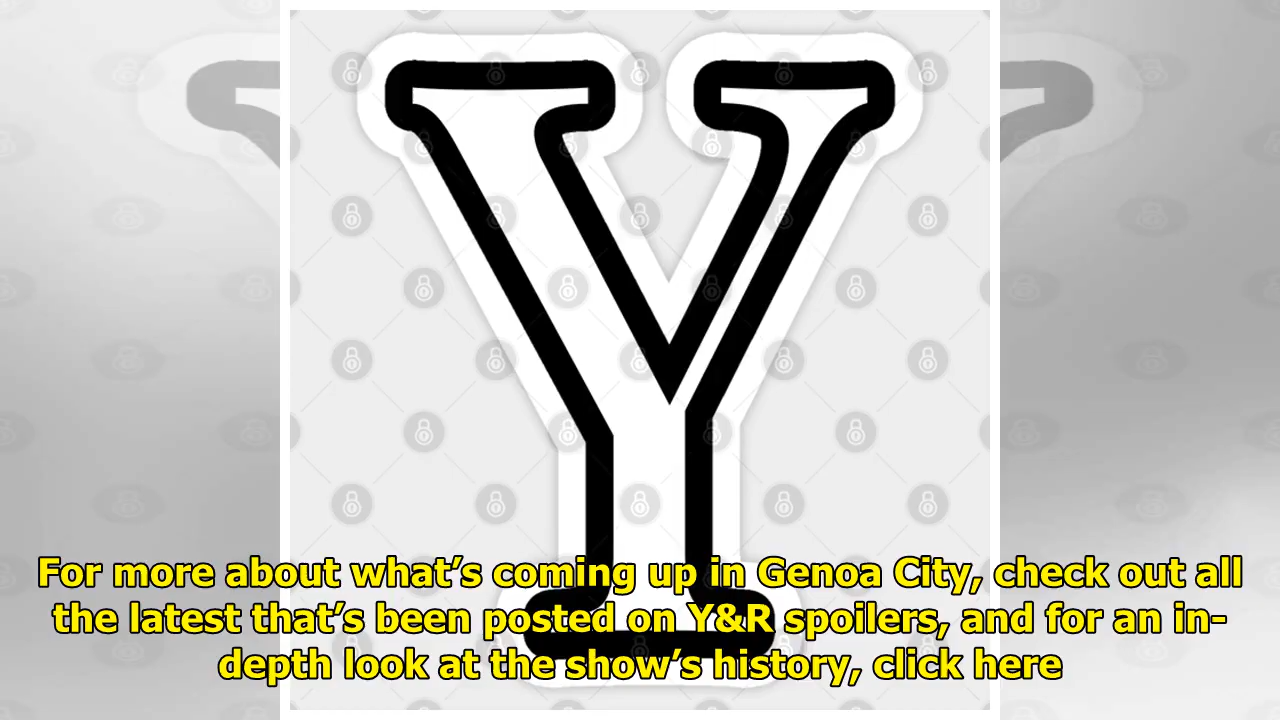 Y
For more about what’s coming up in Genoa City, check out all
the latest that’s been posted on Y&R spoilers, and for an in-
depth look at the show’s history, click here